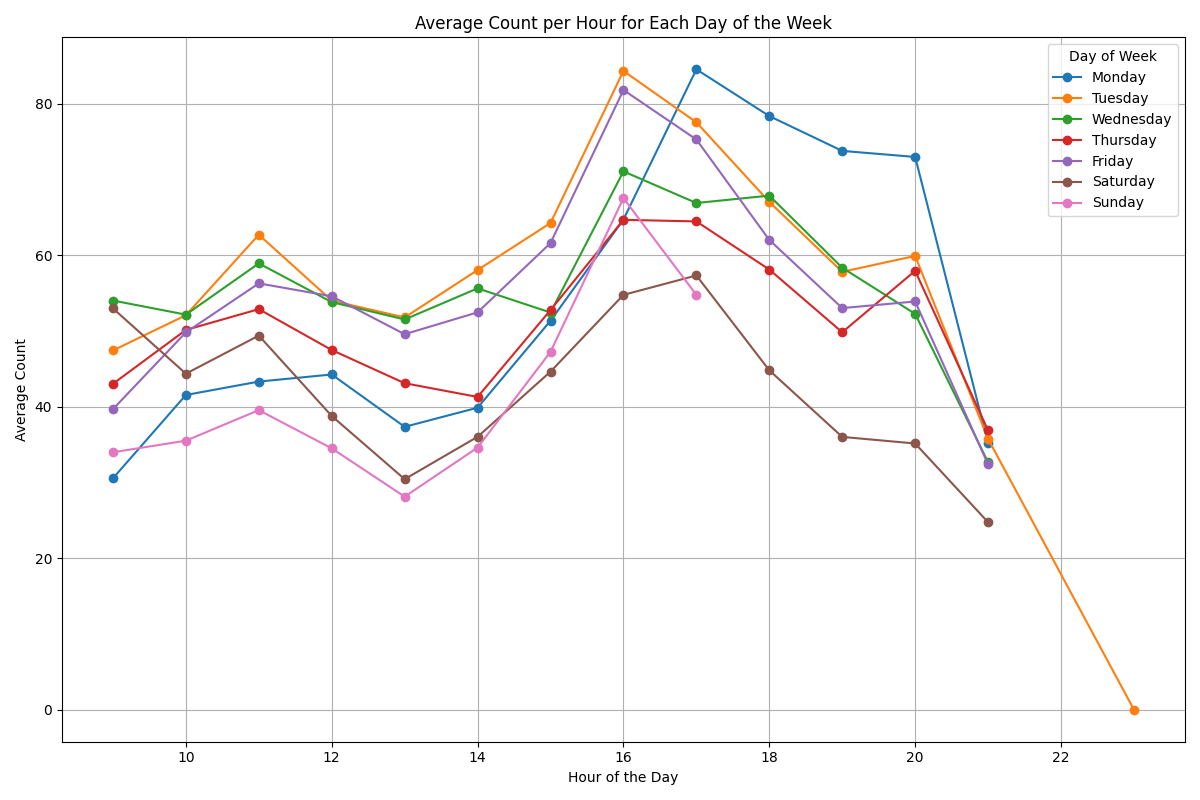 Average Count per Hour for Each Day of the Week
Day of Week
Monday
Tuesday
Wednesday
Thursday
Friday
Saturday
Sunday
Average Count
80
60
40
20
0
10 12 14 16 18 20 22
Hour of the Day